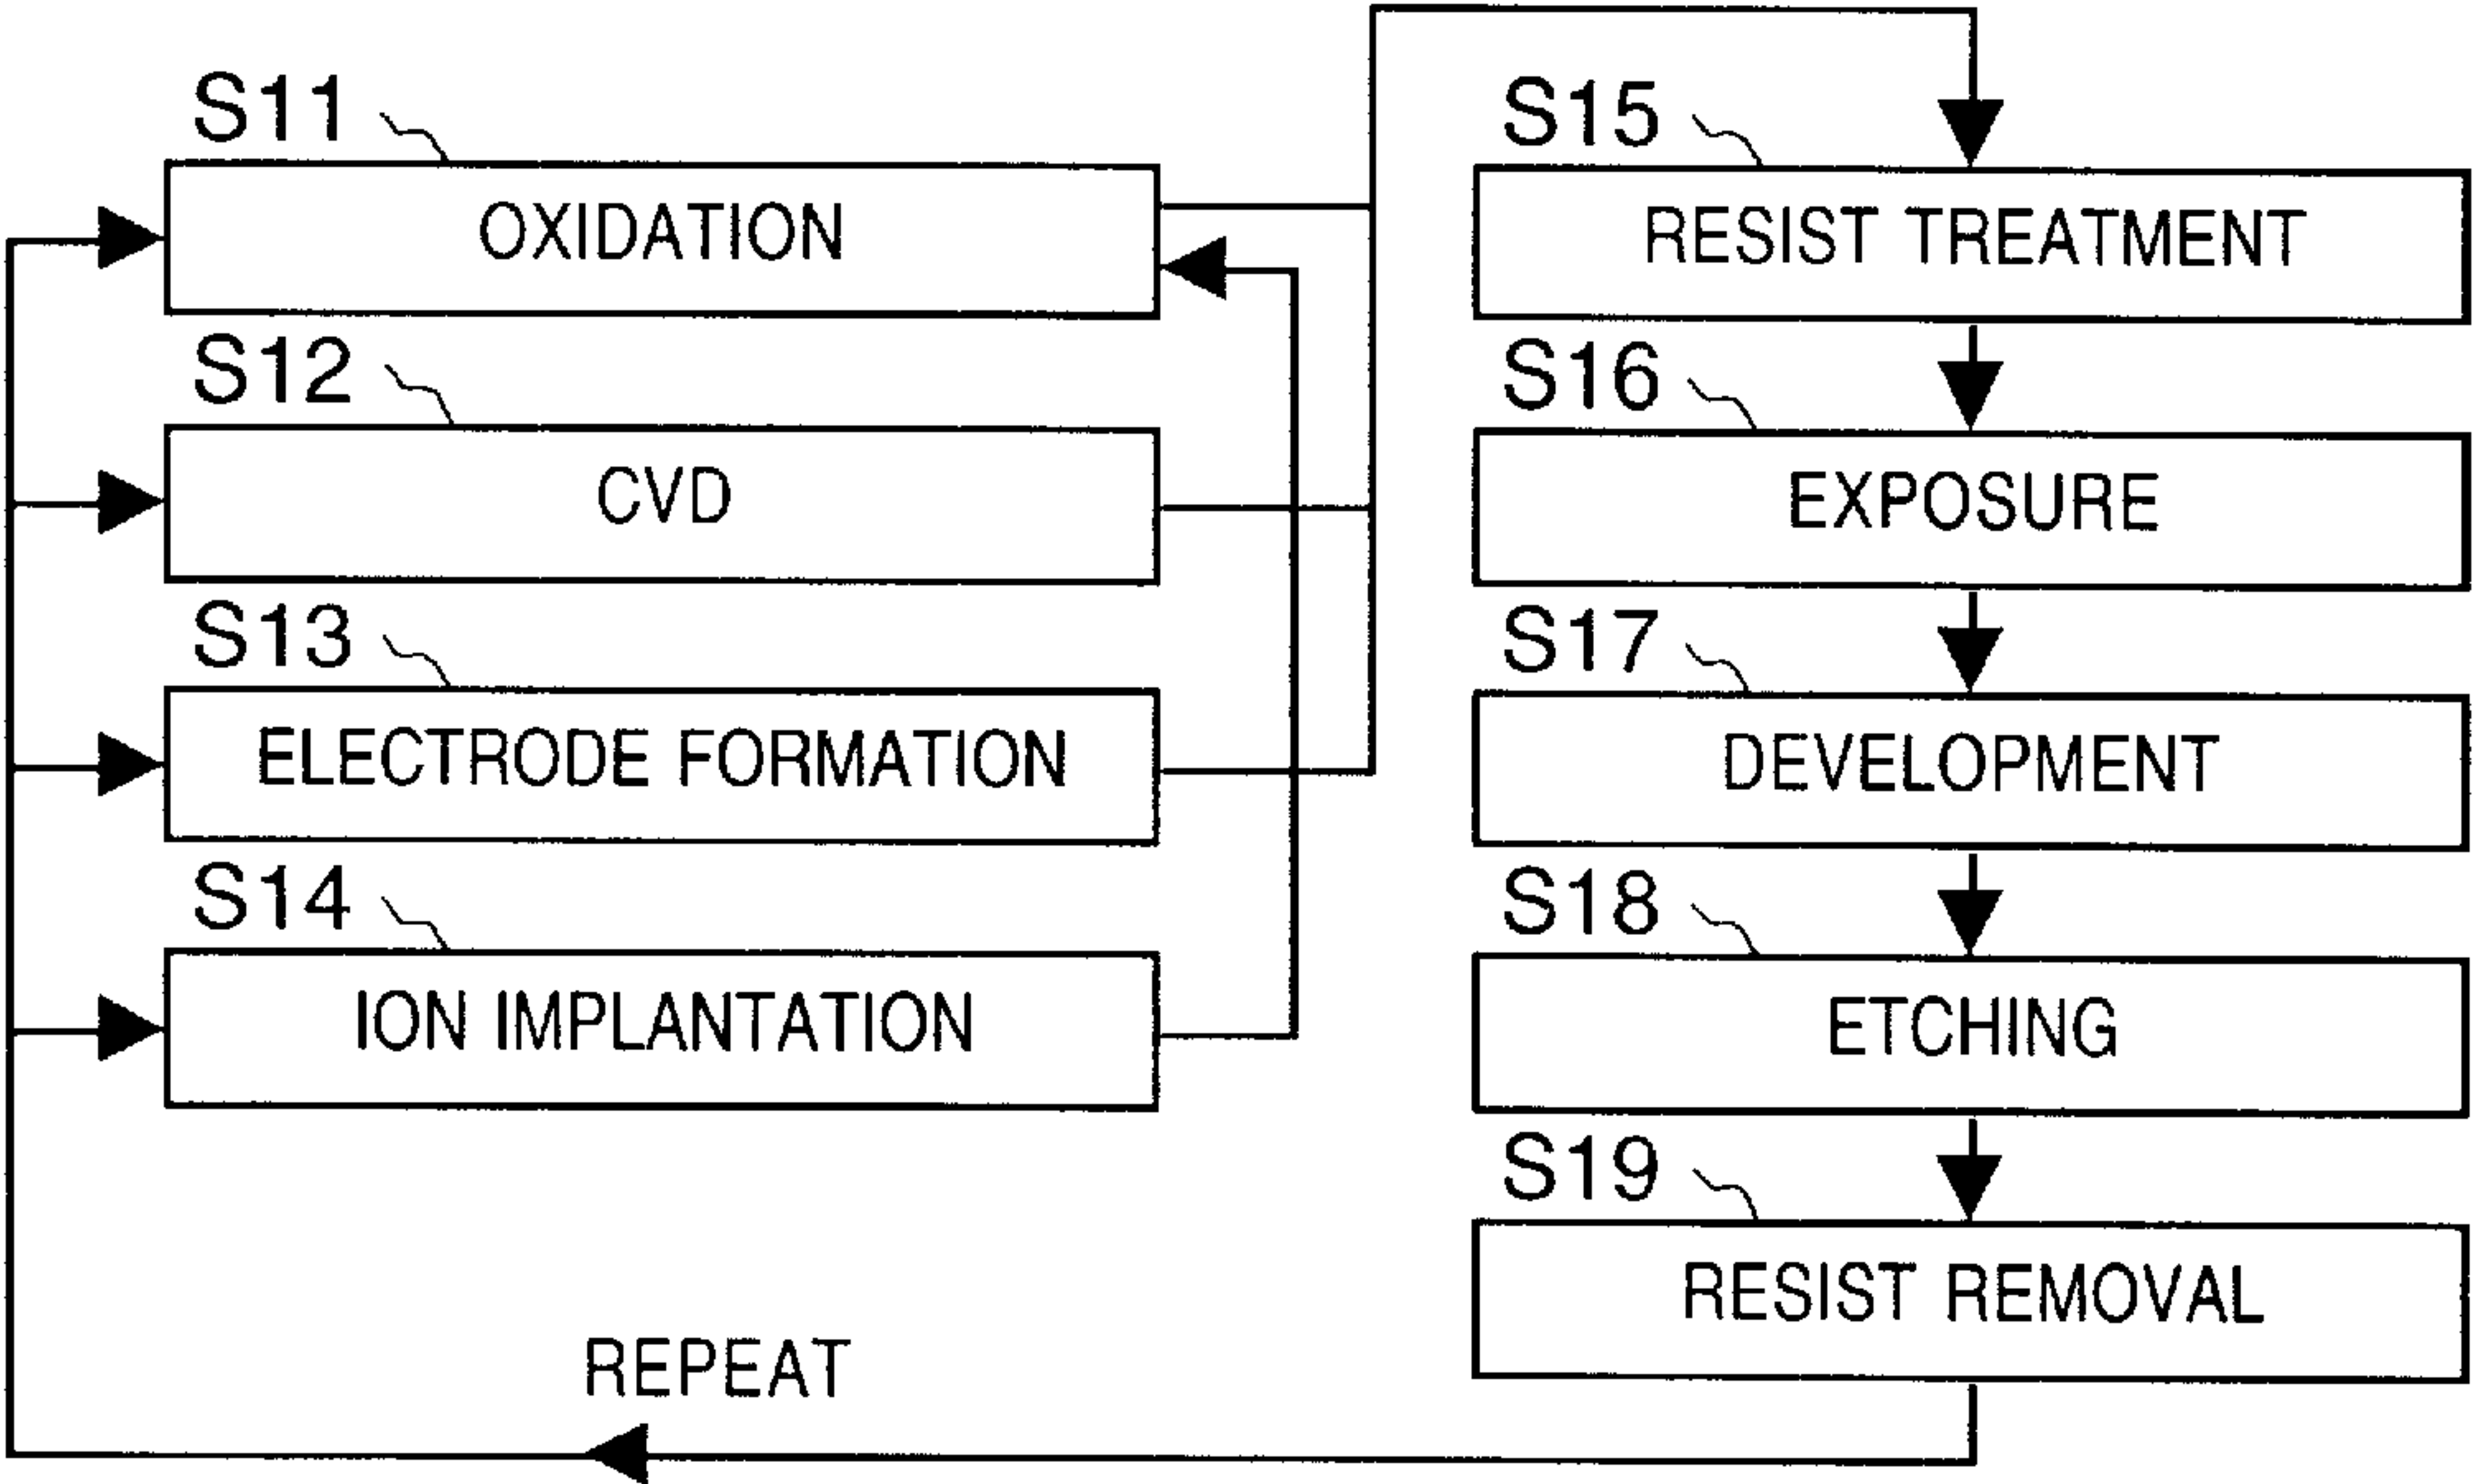 S11
OXIDATION
S12
CVD
S13
ELECTRODE FORMATION
S14
ION IMPLANTATION
S15
RESIST TREATMENT
S16
EXPOSURE
S17
DEVELOPMENT
S18
ETCHING
S19
RESIST REMOVAL
REPEAT